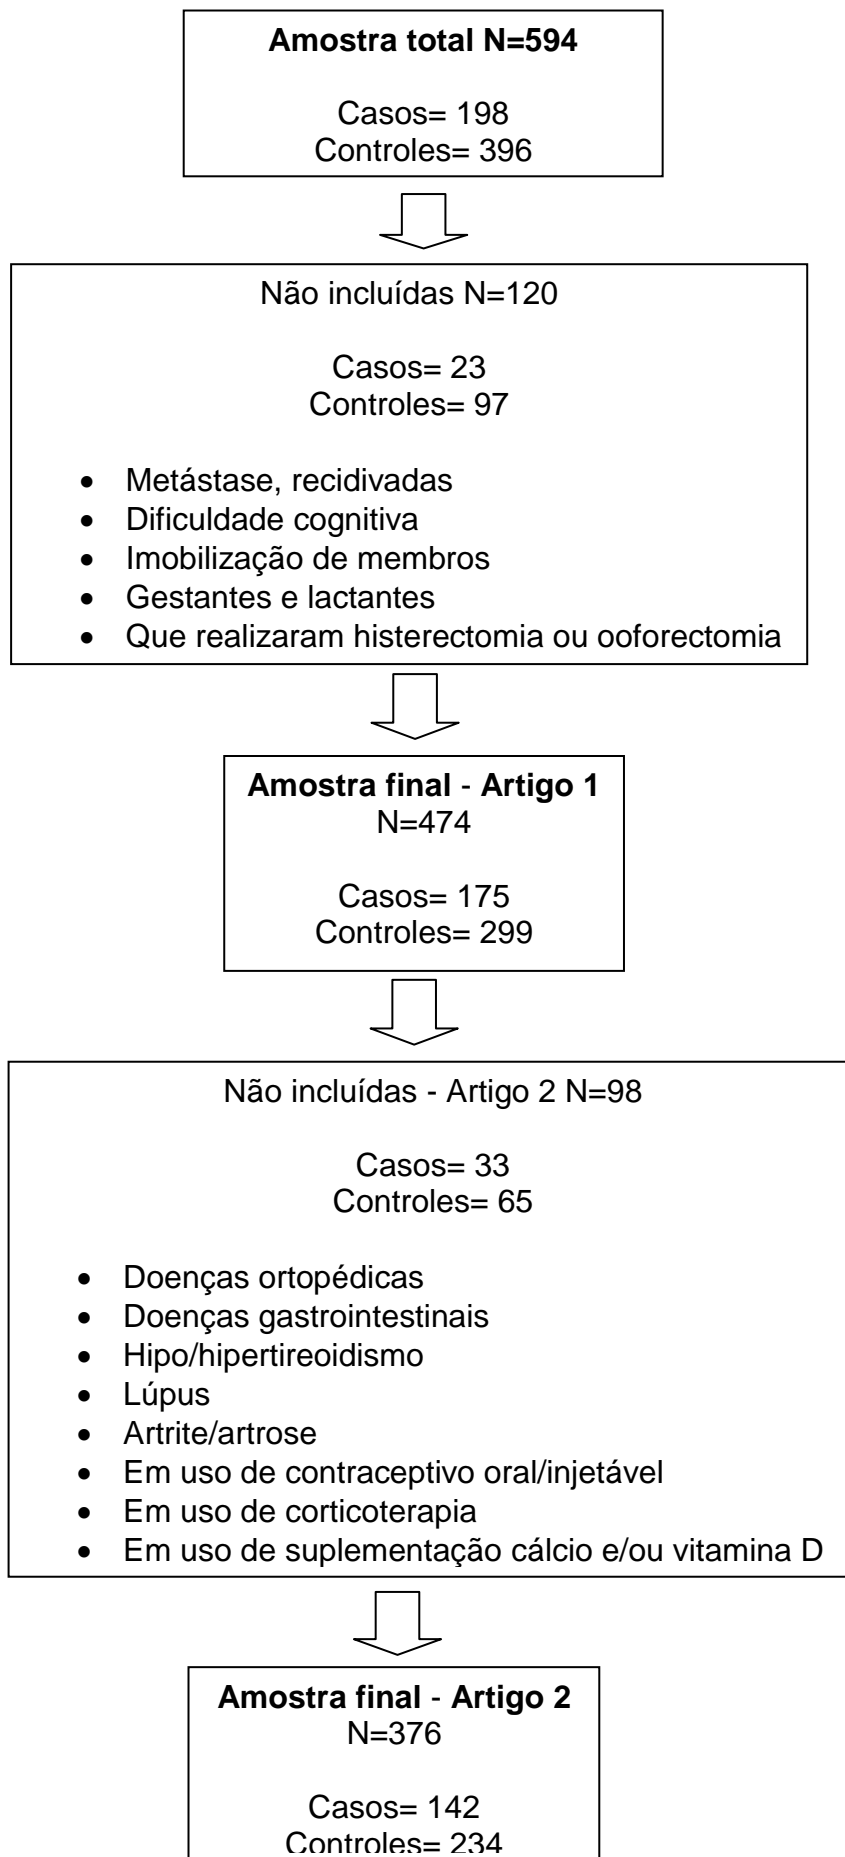 Amostra total N=594
Casos= 198
Controles= 396
Não incluídas N=120
Casos= 23
Controles= 97
• Metástase, recidivadas
• Dificuldade cognitiva
• Imobilização de membros
• Gestantes e lactantes
• Que realizaram histerectomia ou ooforectomia
Amostra final - Artigo 1
N=474
Casos= 175
Controles= 299
Não incluídas - Artigo 2 N=98
Casos= 33
Controles= 65
• Doenças ortopédicas
• Doenças gastrointestinais
• Hipo/hipertireoidismo
• Lúpus
• Artrite/artrose
• Em uso de contraceptivo oral/injetável
• Em uso de corticoterapia
• Em uso de suplementação cálcio e/ou vitamina D
Amostra final - Artigo 2
N=376
Casos= 142
Controles= 234